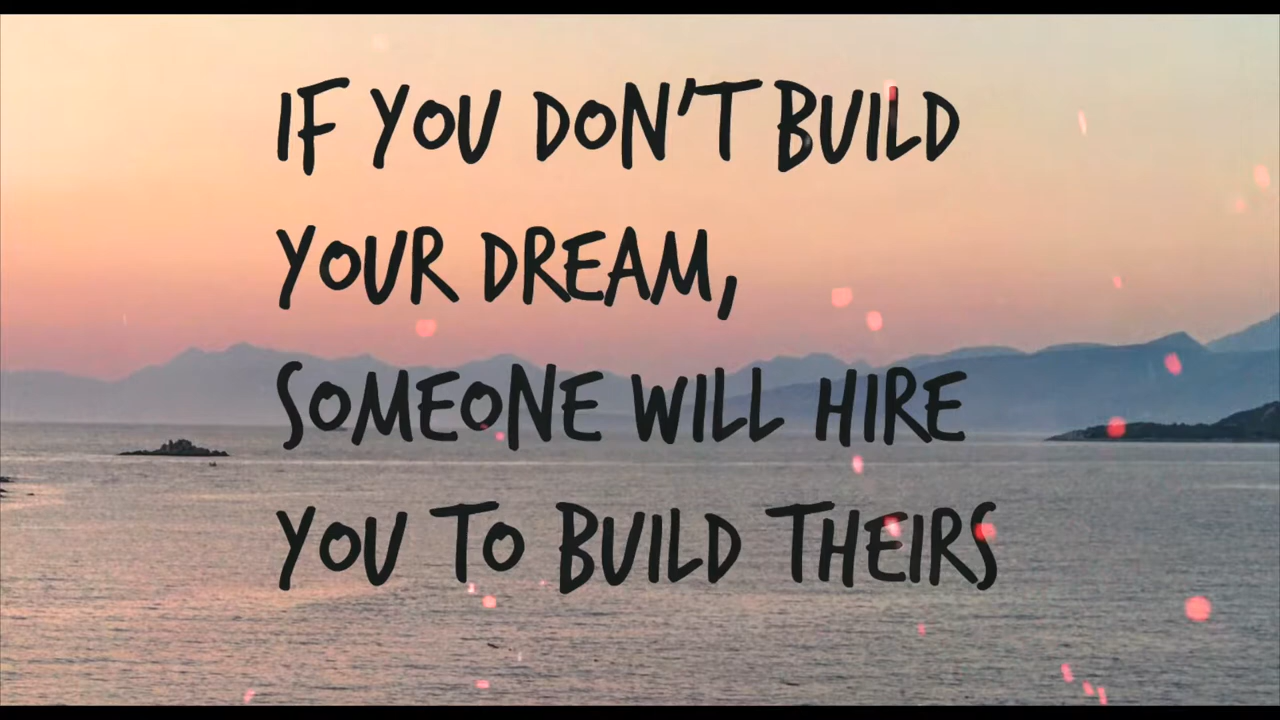 IF YOU DON'T BUILD
YOUR DREAM,
SOMEONE WILL HIRE
YOU TO BUILD THEIRS